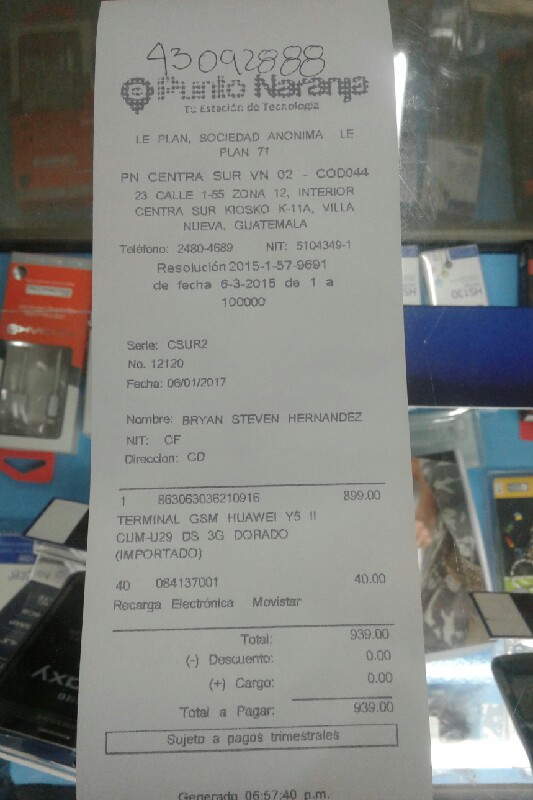 43092888
Punto Naranja
Tu Estación de Tecnología
LE PLAN, SOCIEDAD ANONIMA LE
PLAN 71
PN CENTRA SUR VN 02 - COD044
23 CALLE 1-55 ZONA 12, INTERIOR
CENTRA SUR KIOSKO K-11A, VILLA
NUEVA, GUATEMALA
Teléfono: 2480-4689 NIT: 5104349-1
Resolución 2015-1-57-9691
de fecha 6-3-2015 de 1 a
100000
Serie: CSUR2
No. 12120
Fecha: 06/01/2017
Nombre: BRYAN STEVEN HERNANDEZ
NIT: CF
Direccion: CD
1 863063036210916 899.00
TERMINAL GSM HUAWEI Y5 II
CUM-U29 DS 3G DORADO
(IMPORTADO)
40 084137001 40.00
Recarga Electrónica Movistar
Total: 939.00
(-) Descuento: 0.00
(+) Cargo: 0.00
Total a Pagar: 939.00
Sujeto a pagos trimestrales
Generado 06:57:40 p.m.